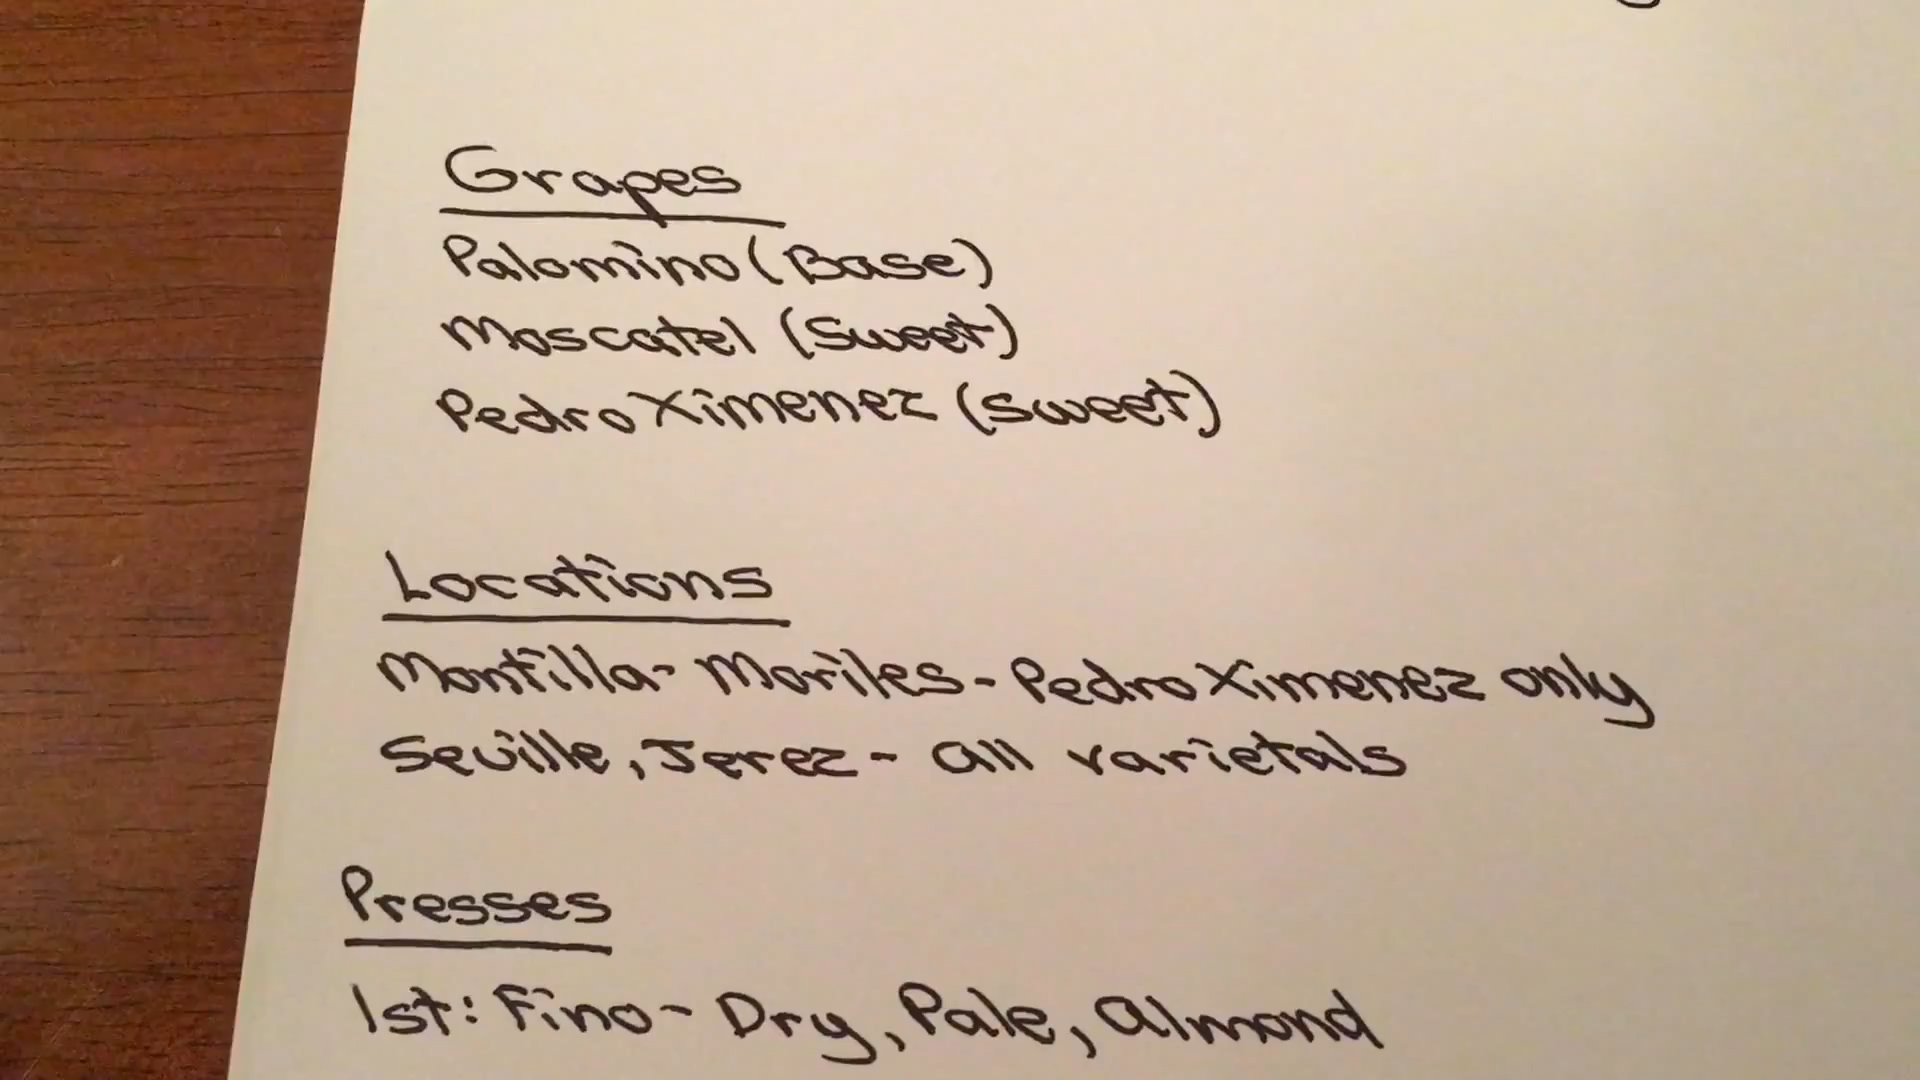 Grapes
Palomino (Base)
Moscatel (Sweet)
Pedro Ximenez (sweet)
Locations
Montilla- Moriles - Pedro Ximenez only
Seville, Jerez - all varietals
Presses
1st: Fino - Dry, Pale, Almond